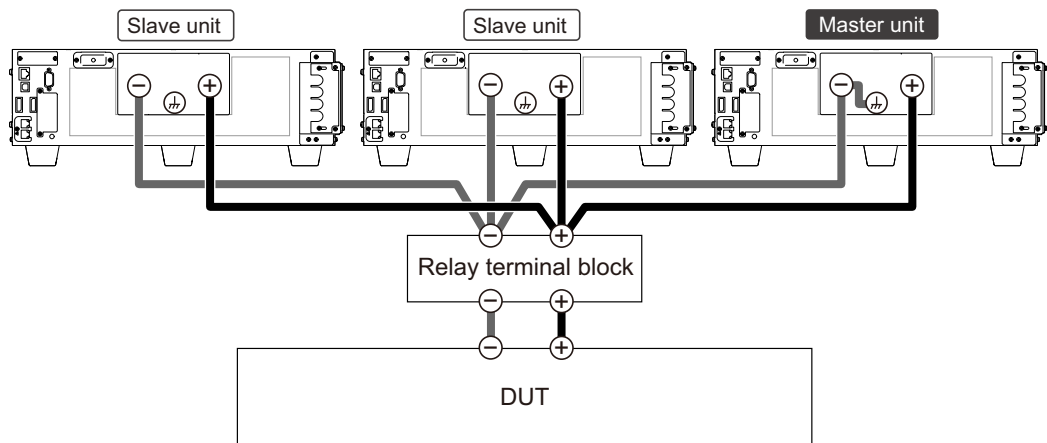 Slave unit
Slave unit
Master unit
− +
− +
− +
− +
Relay terminal block
− +
− +
DUT